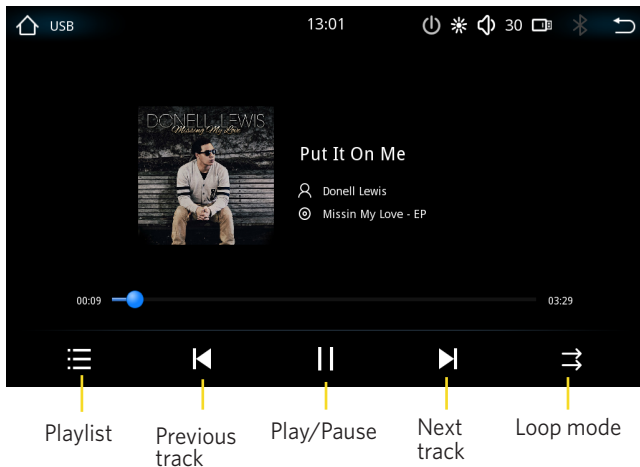 USB 13:01 30
DONELL LEWIS
Missing My Love
Put It On Me
Donell Lewis
Missin My Love - EP
00:09 03:29
Playlist
Previous
track
Play/Pause
Next
track
Loop mode